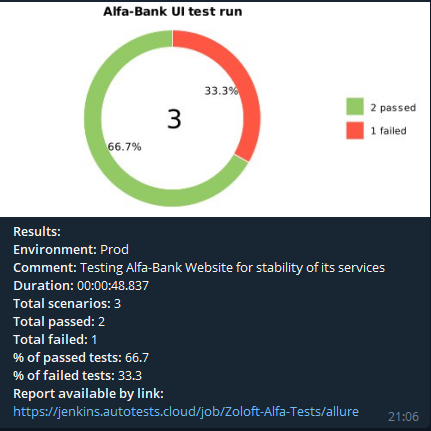 Alfa-Bank UI test run
33.3%
3
66.7%
2 passed
1 failed
Results:
Environment: Prod
Comment: Testing Alfa-Bank Website for stability of its services
Duration: 00:00:48.837
Total scenarios: 3
Total passed: 2
Total failed: 1
% of passed tests: 66.7
% of failed tests: 33.3
Report available by link:
https://jenkins.autotests.cloud/job/Zoloft-Alfa-Tests/allure
21:06